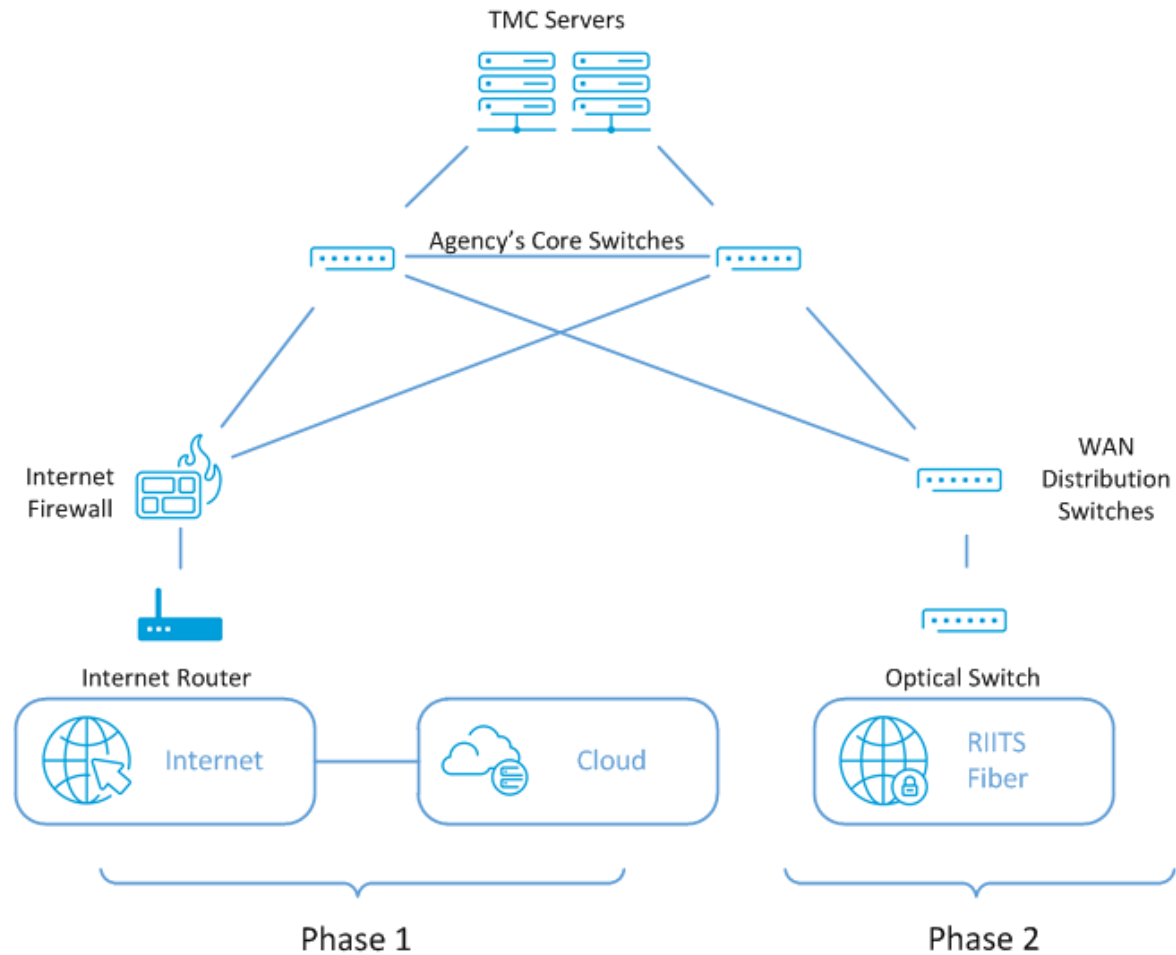 TMC Servers
Agency's Core Switches
Internet
Firewall
WAN
Distribution
Switches
Internet Router
Optical Switch
Internet
Cloud
RIITS
Fiber
Phase 1
Phase 2